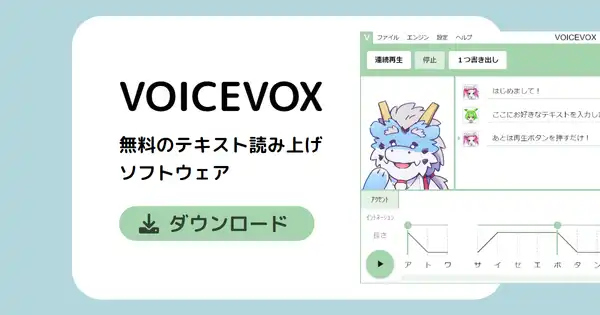 VOICEVOX
無料のテキスト読み上げ
ソフトウェア
ダウンロード
V ファイル エンジン 設定 ヘルプ VOICEVOX
連続再生 停止 1つ書き出し
はじめまして！
ここにお好きなテキストを入力し
あとは再生ボタンを押すだけ！
アクセント
イントネーション
長さ
ア ト ワ サ イ セ エ ボ タ ン